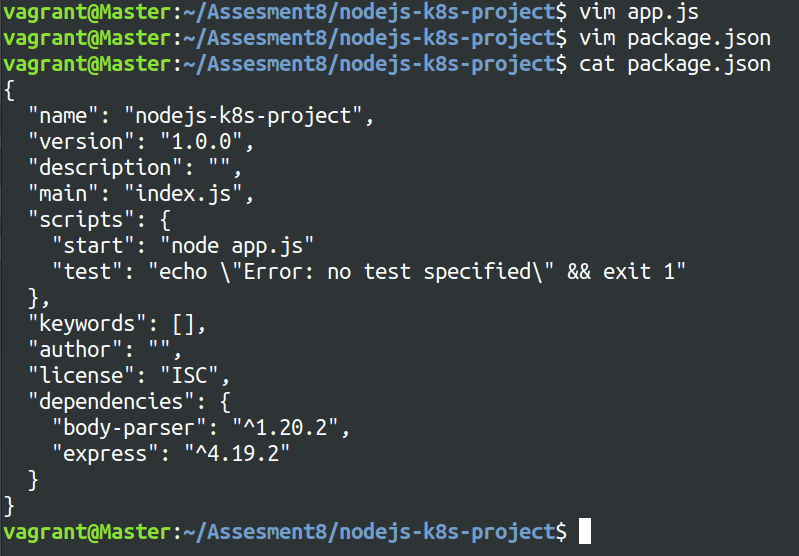 vagrant@Master:~/Assesment8/nodejs-k8s-project$ vim app.js
vagrant@Master:~/Assesment8/nodejs-k8s-project$ vim package.json
vagrant@Master:~/Assesment8/nodejs-k8s-project$ cat package.json
{
  "name": "nodejs-k8s-project",
  "version": "1.0.0",
  "description": "",
  "main": "index.js",
  "scripts": {
    "start": "node app.js"
    "test": "echo \"Error: no test specified\" && exit 1"
  },
  "keywords": [],
  "author": "",
  "license": "ISC",
  "dependencies": {
    "body-parser": "^1.20.2",
    "express": "^4.19.2"
  }
}
vagrant@Master:~/Assesment8/nodejs-k8s-project$